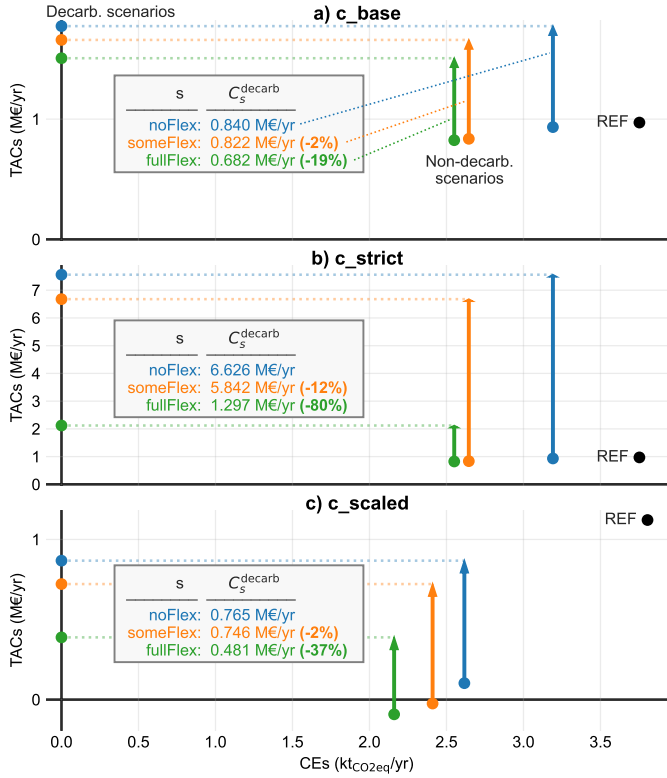 Decarb. scenarios
a) c_base
TACs (M€/yr)
1
0
s C_s^decarb
noFlex: 0.840 M€/yr
someFlex: 0.822 M€/yr (-2%)
fullFlex: 0.682 M€/yr (-19%)
Non-decarb.
scenarios
REF
b) c_strict
TACs (M€/yr)
7
6
5
4
3
2
1
0
s C_s^decarb
noFlex: 6.626 M€/yr
someFlex: 5.842 M€/yr (-12%)
fullFlex: 1.297 M€/yr (-80%)
REF
c) c_scaled
TACs (M€/yr)
1
0
REF
s C_s^decarb
noFlex: 0.765 M€/yr
someFlex: 0.746 M€/yr (-2%)
fullFlex: 0.481 M€/yr (-37%)
0.0 0.5 1.0 1.5 2.0 2.5 3.0 3.5
CEs (kt_CO2eq/yr)